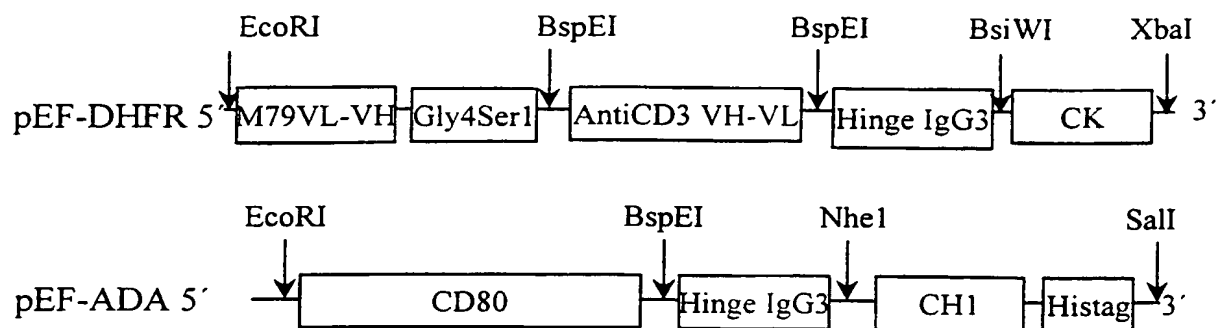 EcoRI BspEI BspEI BsiWI XbaI
pEF-DHFR 5´ M79VL-VH Gly4Ser1 AntiCD3 VH-VL Hinge IgG3 CK 3´
EcoRI BspEI Nhe1 SalI
pEF-ADA 5´ CD80 Hinge IgG3 CH1 Histag 3´